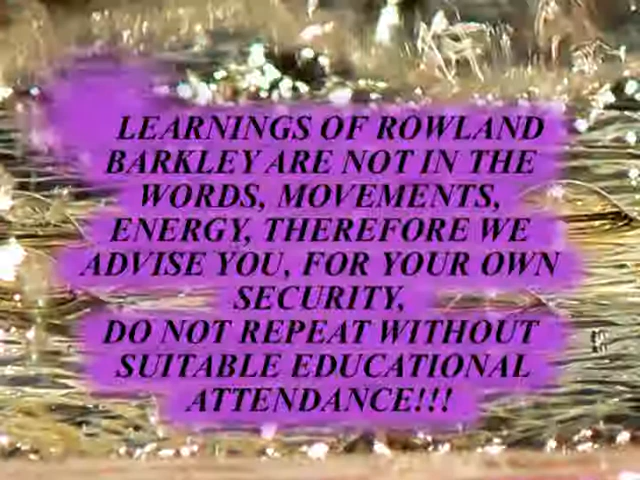 LEARNINGS OF ROWLAND
BARKLEY ARE NOT IN THE
WORDS, MOVEMENTS,
ENERGY, THEREFORE WE
ADVISE YOU, FOR YOUR OWN
SECURITY,
DO NOT REPEAT WITHOUT
SUITABLE EDUCATIONAL
ATTENDANCE!!!